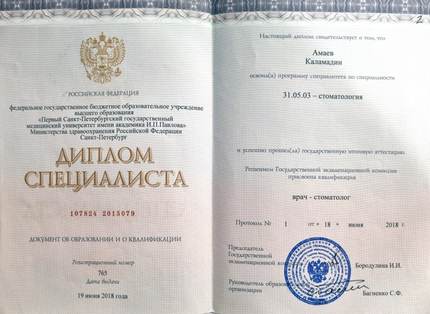 РОССИЙСКАЯ ФЕДЕРАЦИЯ
федеральное государственное бюджетное образовательное учреждение
высшего образования
«Первый Санкт-Петербургский государственный
медицинский университет имени академика И.П.Павлова»
Министерства здравоохранения Российской Федерации
Санкт-Петербург
ДИПЛОМ
СПЕЦИАЛИСТА
107824 2015079
ДОКУМЕНТ ОБ ОБРАЗОВАНИИ И О КВАЛИФИКАЦИИ
Регистрационный номер
765
Дата выдачи
19 июня 2018 года
2
Настоящий диплом свидетельствует о том, что
Амаев
Каламадин
освоил(а) программу специалитета по специальности
31.05.03 – стоматология
и успешно прошел(ла) государственную итоговую аттестацию
Решением Государственной экзаменационной комиссии
присвоена квалификация
врач - стоматолог
Протокол № 1 от « 18 » июня 2018 г.
Председатель
Государственной
экзаменационной
Бородулина И.И.
Руководитель
организации
Багненко С.Ф.